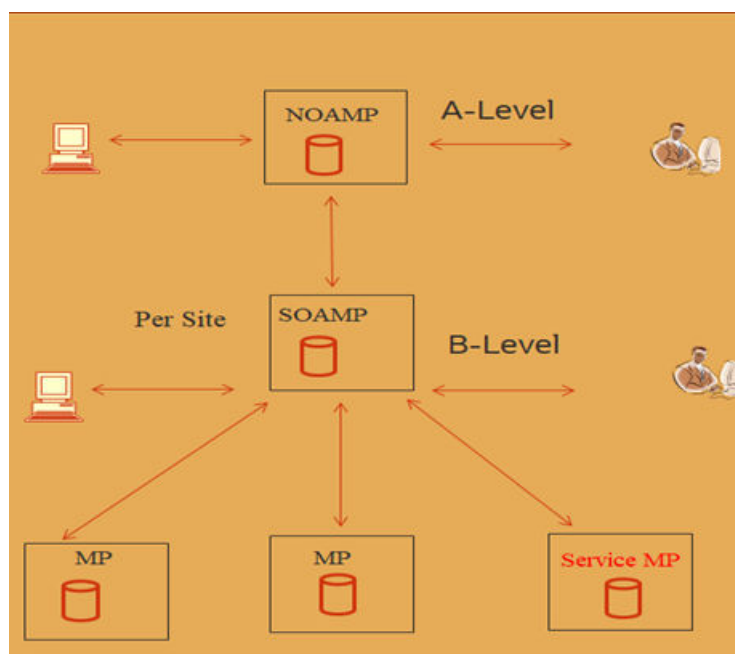 NOAMP
A-Level
Per Site
SOAMP
B-Level
MP
MP
Service MP